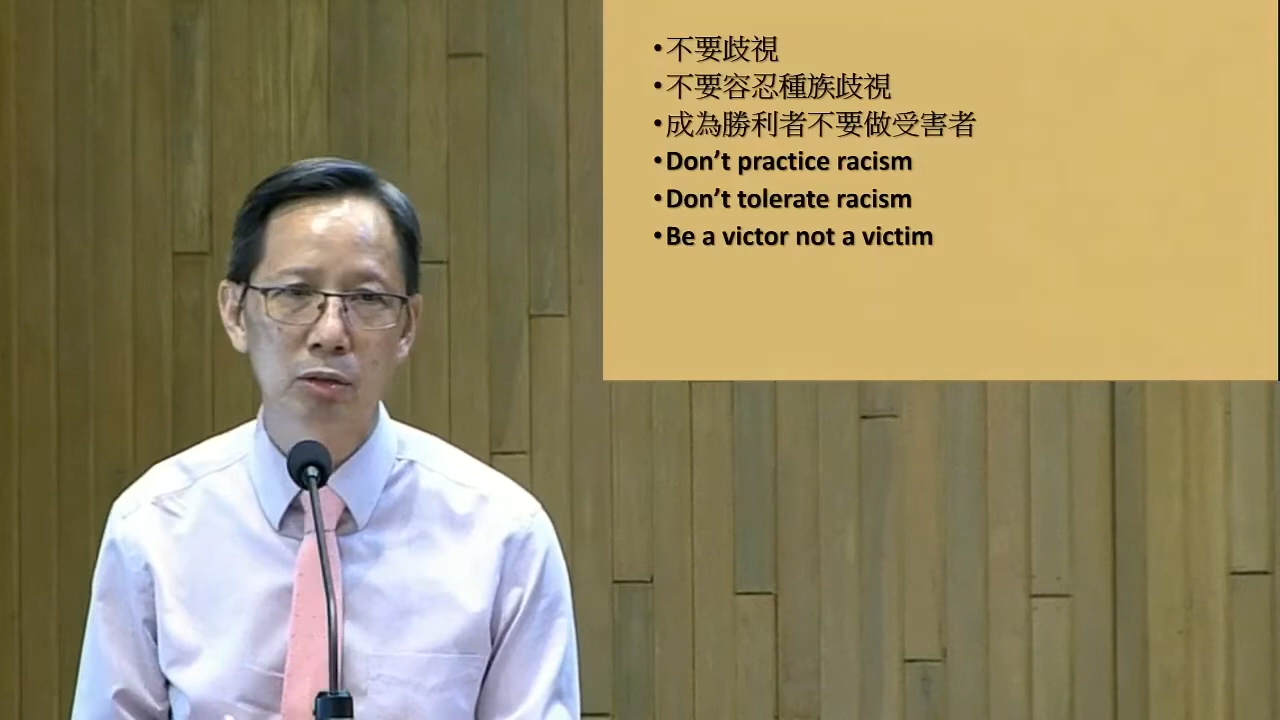 •不要歧視
•不要容忍種族歧視
•成為勝利者不要做受害者
•Don’t practice racism
•Don’t tolerate racism
•Be a victor not a victim